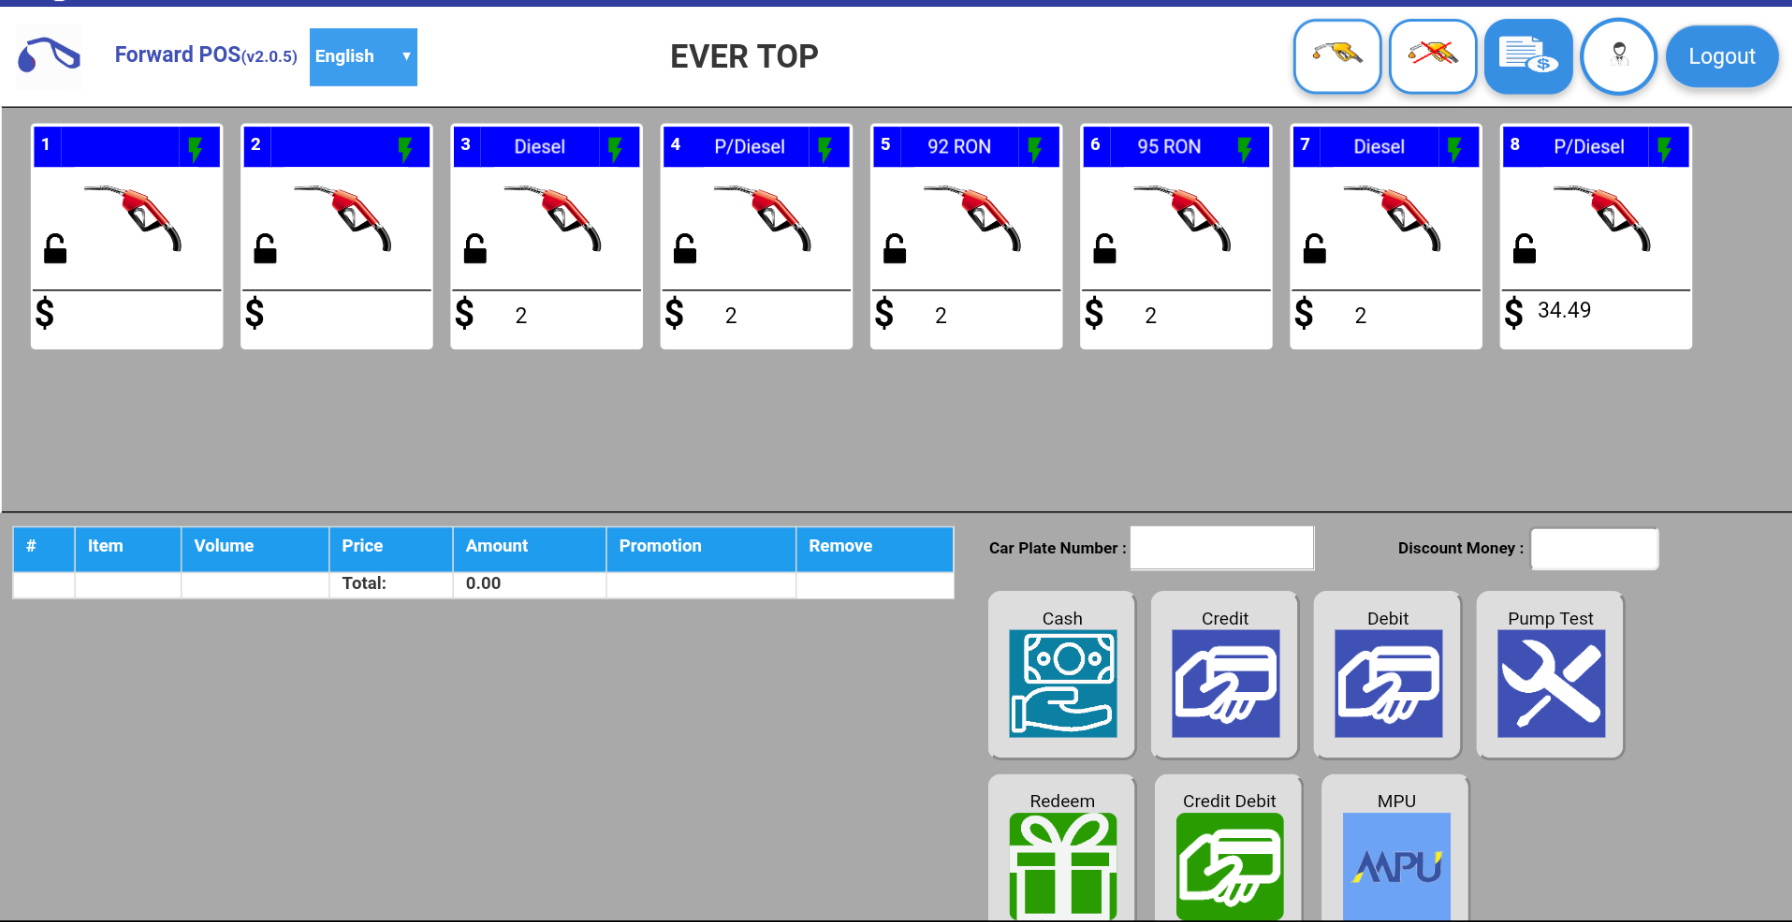 Forward POS(v2.0.5)
English ▼
EVER TOP
Logout
1
2
3 Diesel
4 P/Diesel
5 92 RON
6 95 RON
7 Diesel
8 P/Diesel
$
$
$ 2
$ 2
$ 2
$ 2
$ 2
$ 34.49
# Item Volume Price Amount Promotion Remove
Total: 0.00
Car Plate Number :
Discount Money :
Cash
Credit
Debit
Pump Test
Redeem
Credit Debit
MPU
MPU